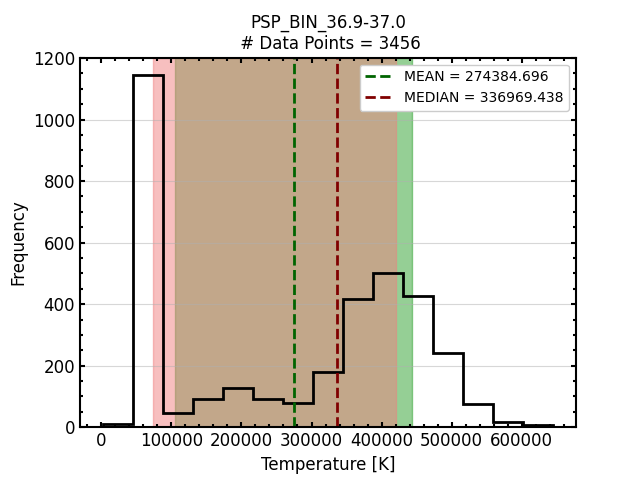 PSP_BIN_36.9-37.0
# Data Points = 3456
MEAN = 274384.696
MEDIAN = 336969.438
Frequency
1200
1000
800
600
400
200
0
0 100000 200000 300000 400000 500000 600000
Temperature [K]